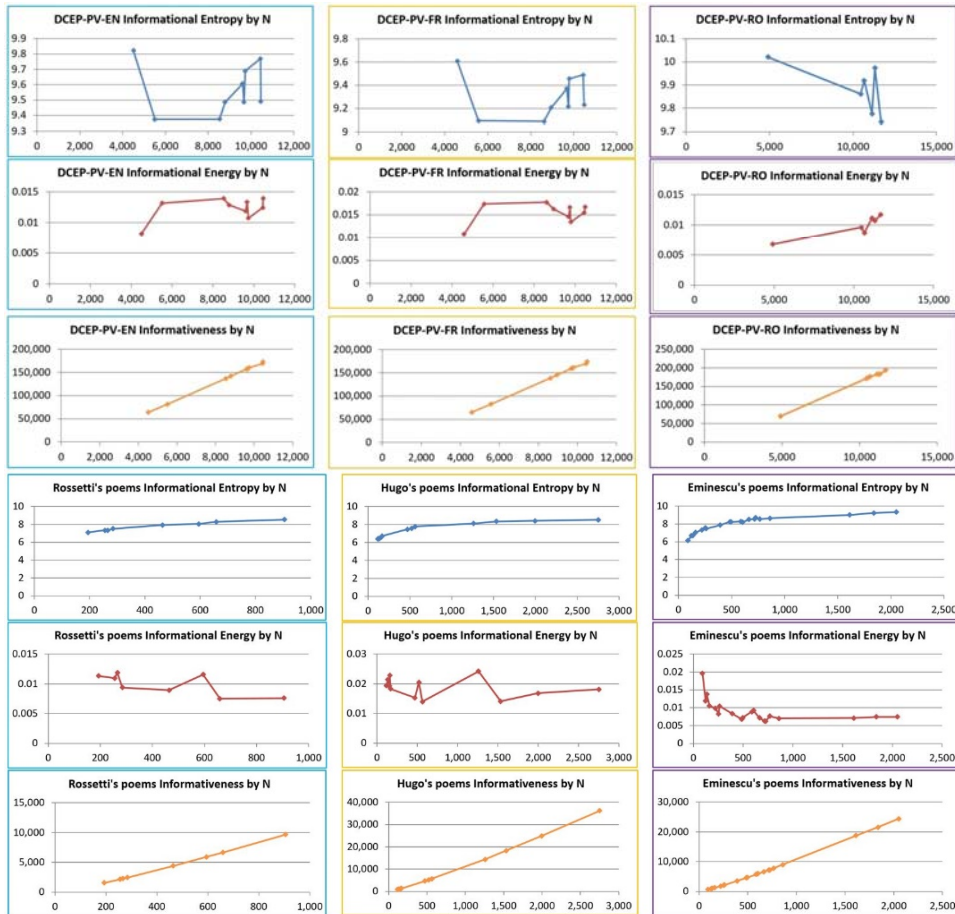 DCEP-PV-EN Informational Entropy by N
9.9
9.8
9.7
9.6
9.5
9.4
9.3
0 2,000 4,000 6,000 8,000 10,000 12,000
DCEP-PV-FR Informational Entropy by N
9.8
9.6
9.4
9.2
9
0 2,000 4,000 6,000 8,000 10,000 12,000
DCEP-PV-RO Informational Entropy by N
10.1
10
9.9
9.8
9.7
0 5,000 10,000 15,000
DCEP-PV-EN Informational Energy by N
0.015
0.01
0.005
0
0 2,000 4,000 6,000 8,000 10,000 12,000
DCEP-PV-FR Informational Energy by N
0.02
0.015
0.01
0.005
0
0 2,000 4,000 6,000 8,000 10,000 12,000
DCEP-PV-RO Informational Energy by N
0.015
0.01
0.005
0
0 5,000 10,000 15,000
DCEP-PV-EN Informativeness by N
200,000
150,000
100,000
50,000
0
0 2,000 4,000 6,000 8,000 10,000 12,000
DCEP-PV-FR Informativeness by N
200,000
150,000
100,000
50,000
0
0 2,000 4,000 6,000 8,000 10,000 12,000
DCEP-PV-RO Informativeness by N
250,000
200,000
150,000
100,000
50,000
0
0 5,000 10,000 15,000
Rossetti's poems Informational Entropy by N
10
8
6
4
2
0
0 200 400 600 800 1,000
Hugo's poems Informational Entropy by N
10
8
6
4
2
0
0 500 1,000 1,500 2,000 2,500 3,000
Eminescu's poems Informational Entropy by N
10
8
6
4
2
0
0 500 1,000 1,500 2,000 2,500
Rossetti's poems Informational Energy by N
0.015
0.01
0.005
0
0 200 400 600 800 1,000
Hugo's poems Informational Energy by N
0.03
0.02
0.01
0
0 500 1,000 1,500 2,000 2,500 3,000
Eminescu's poems Informational Energy by N
0.025
0.02
0.015
0.01
0.005
0
0 500 1,000 1,500 2,000 2,500
Rossetti's poems Informativeness by N
15,000
10,000
5,000
0
0 200 400 600 800 1,000
Hugo's poems Informativeness by N
40,000
30,000
20,000
10,000
0
0 500 1,000 1,500 2,000 2,500 3,000
Eminescu's poems Informativeness by N
30,000
20,000
10,000
0
0 500 1,000 1,500 2,000 2,500